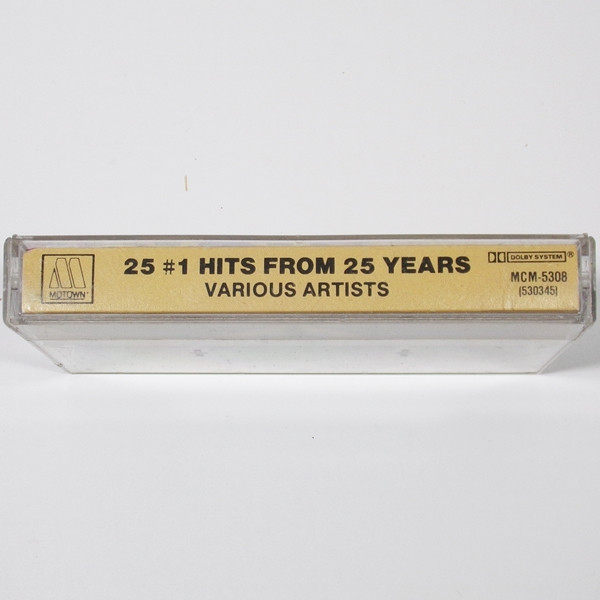 MOTOWN®
25 #1 HITS FROM 25 YEARS
VARIOUS ARTISTS
DOLBY SYSTEM®
MCM-5308
(530345)